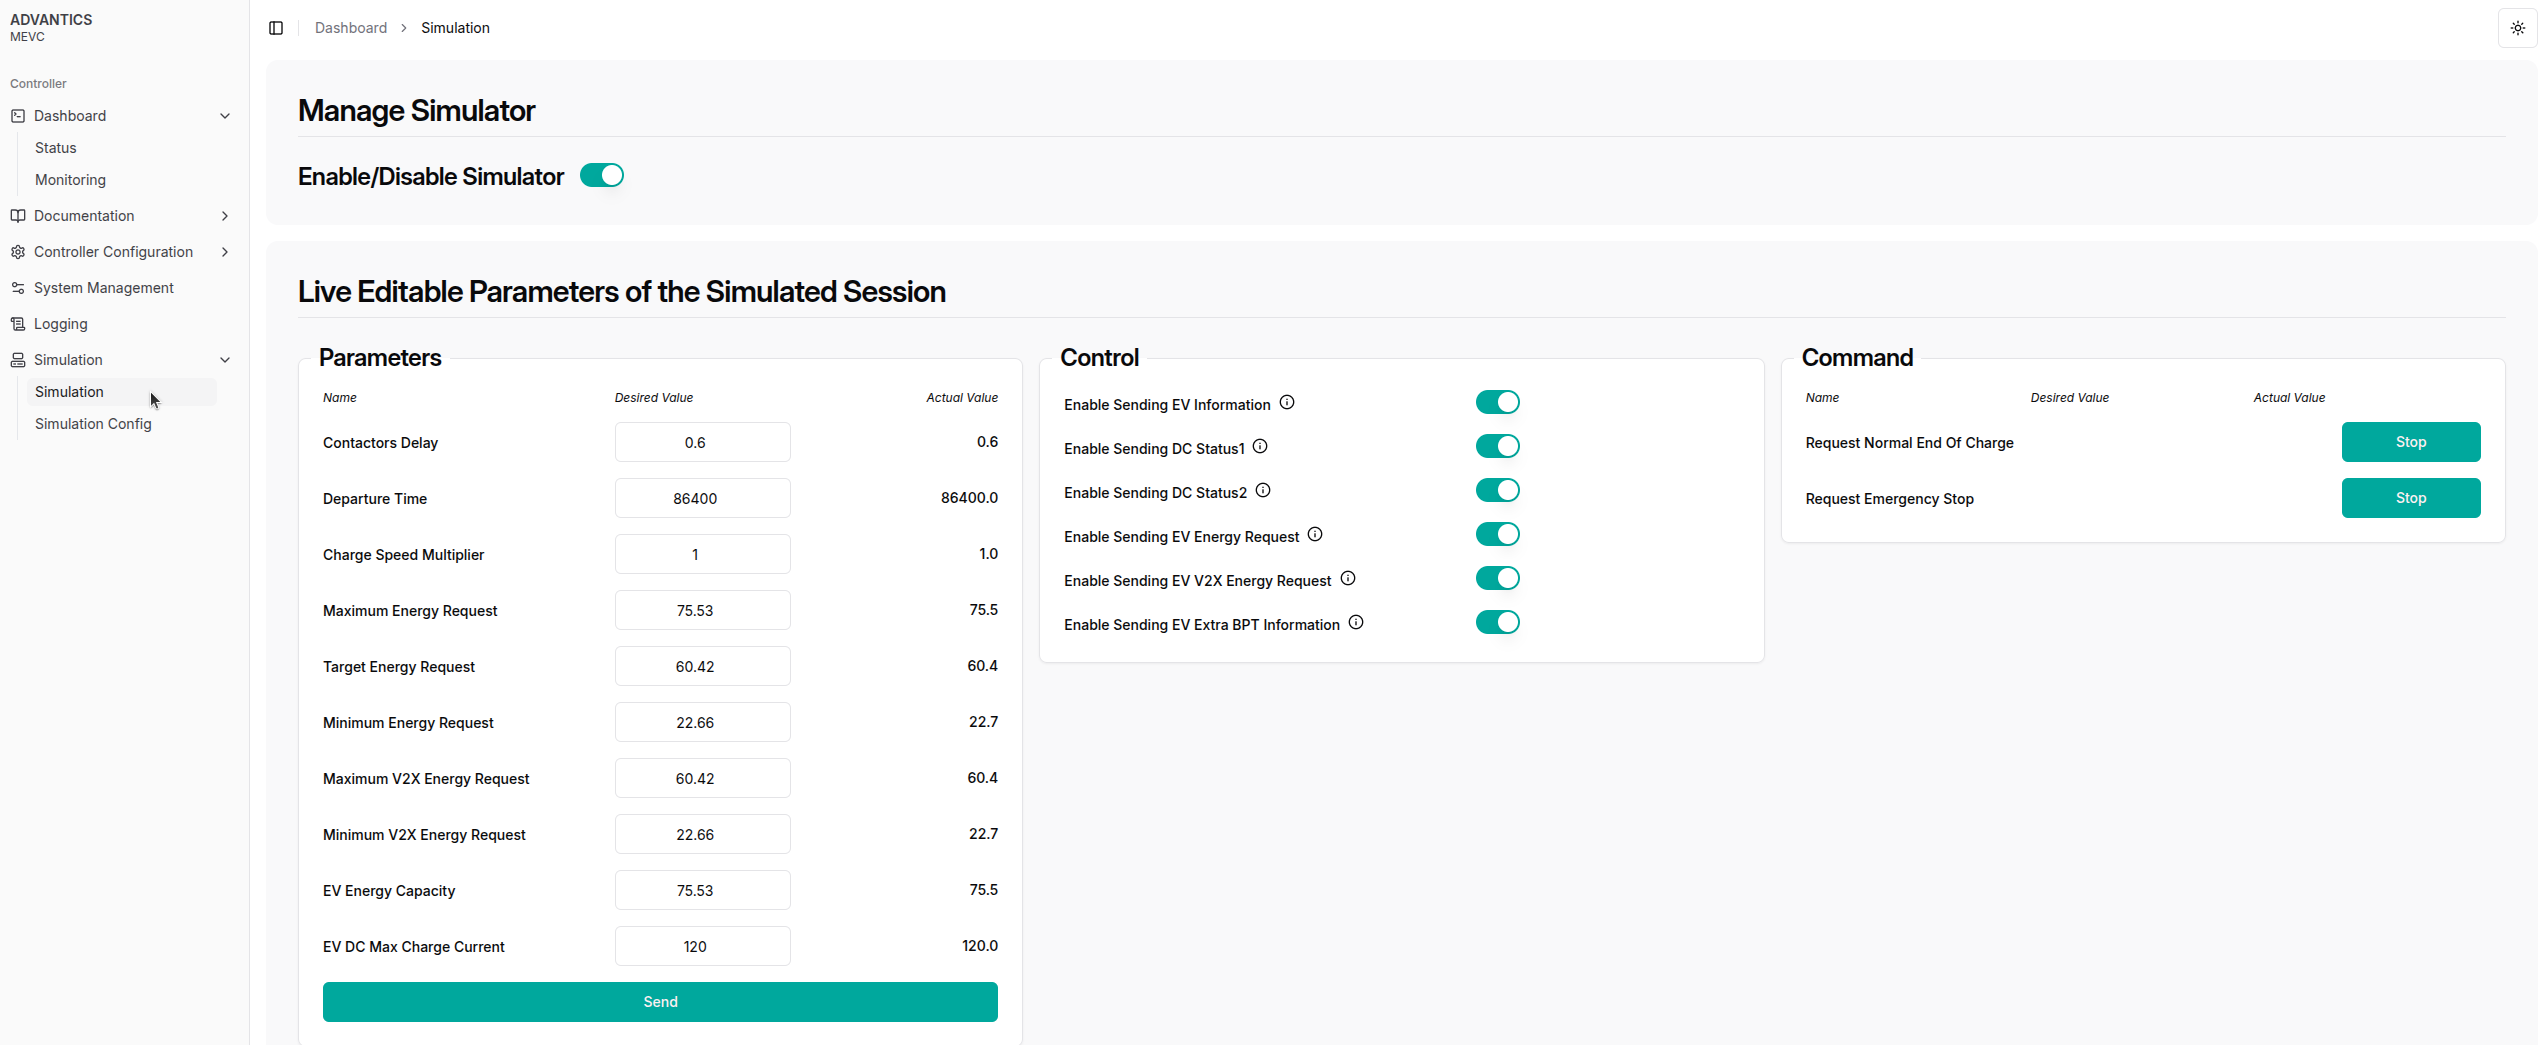 ADVANTICS
MEVC
Controller
Dashboard
Status
Monitoring
Documentation
Controller Configuration
System Management
Logging
Simulation
Simulation
Simulation Config
Dashboard > Simulation
Manage Simulator
Enable/Disable Simulator
Live Editable Parameters of the Simulated Session
Parameters
Name Desired Value Actual Value
Contactors Delay 0.6 0.6
Departure Time 86400 86400.0
Charge Speed Multiplier 1 1.0
Maximum Energy Request 75.53 75.5
Target Energy Request 60.42 60.4
Minimum Energy Request 22.66 22.7
Maximum V2X Energy Request 60.42 60.4
Minimum V2X Energy Request 22.66 22.7
EV Energy Capacity 75.53 75.5
EV DC Max Charge Current 120 120.0
Send
Control
Enable Sending EV Information
Enable Sending DC Status1
Enable Sending DC Status2
Enable Sending EV Energy Request
Enable Sending EV V2X Energy Request
Enable Sending EV Extra BPT Information
Command
Name Desired Value Actual Value
Request Normal End Of Charge Stop
Request Emergency Stop Stop